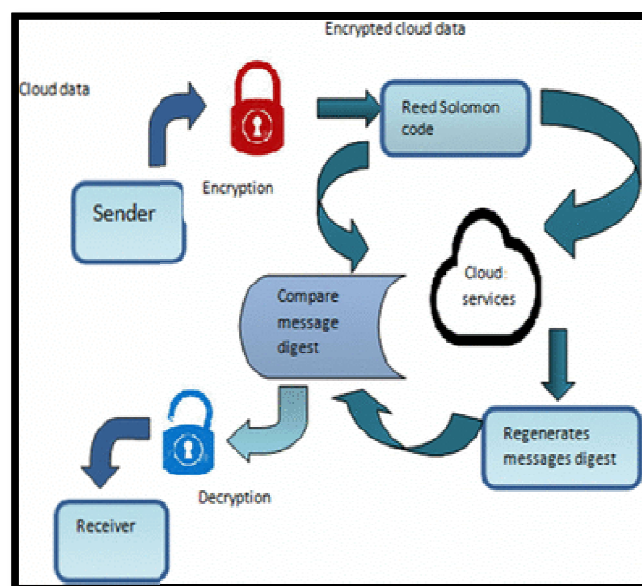 Encrypted cloud data
Cloud data
Reed Solomon
code
Encryption
Sender
Cloud
services
Compare
message
digest
Regenerates
messages digest
Decryption
Receiver